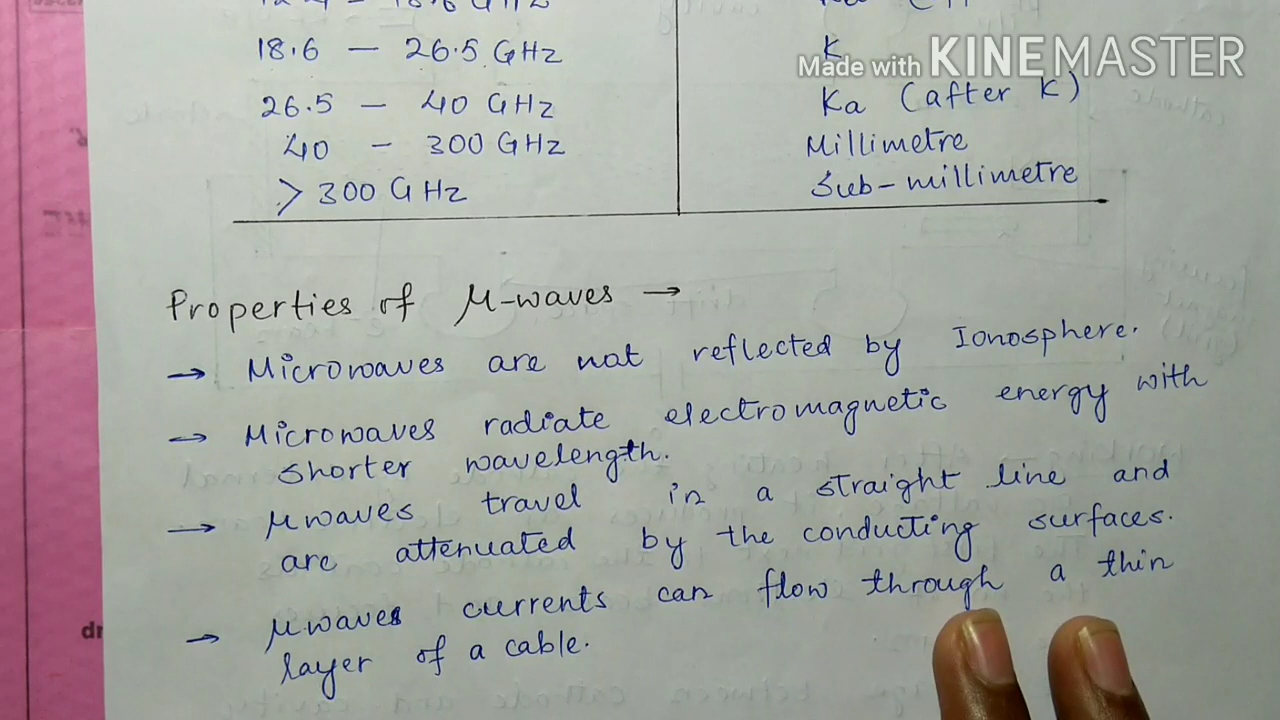 18.6 — 26.5 GHz K
Made with KINEMASTER
26.5 – 40 GHz Ka (after K)
40 – 300 GHz Millimetre
> 300 GHz Sub-millimetre
Properties of μ-waves →
→ Microwaves are not reflected by Ionosphere.
→ Microwaves radiate electromagnetic energy with
shorter wavelength.
→ μwaves travel in a straight line and
are attenuated by the conducting surfaces.
→ μwaves currents can flow through a thin
layer of a cable.